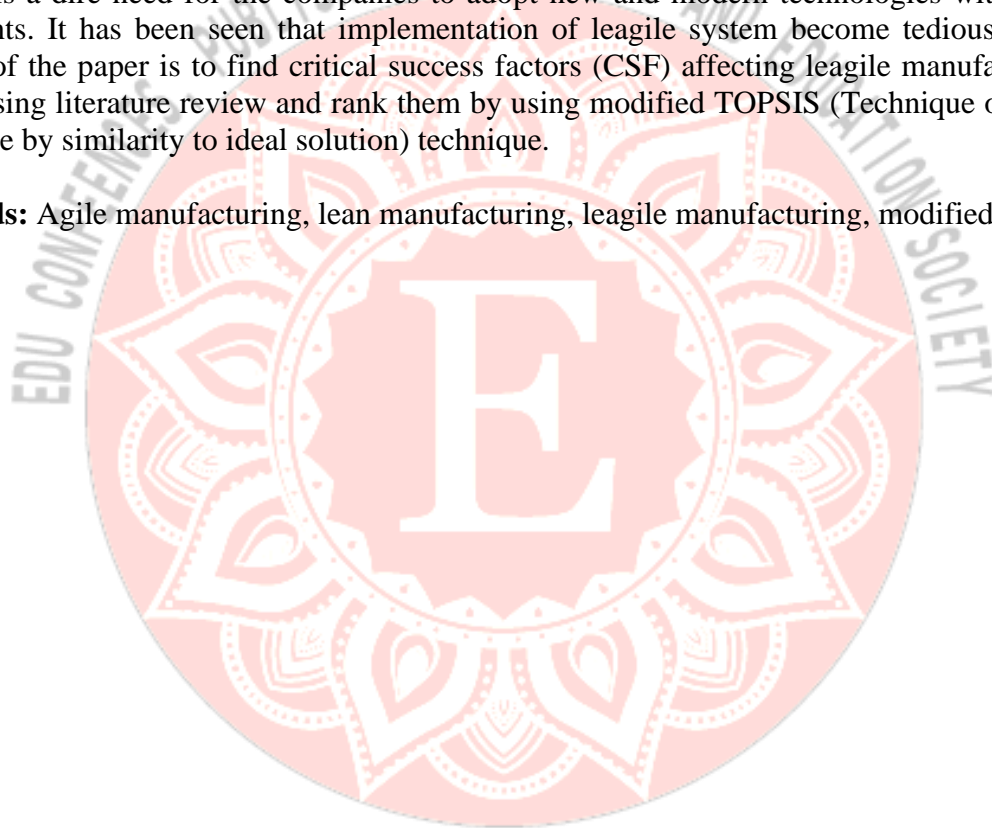 is a dire need for the companies to adopt new and modern technologies
nts. It has been seen that implementation of leagile system become tedious
of the paper is to find critical success factors (CSF) affecting leagile
sing literature review and rank them by using modified TOPSIS (Technique
e by similarity to ideal solution) technique.
ds: Agile manufacturing, lean manufacturing, leagile manufacturing, modified
EDU CONFEENCES, SOCIETY
E